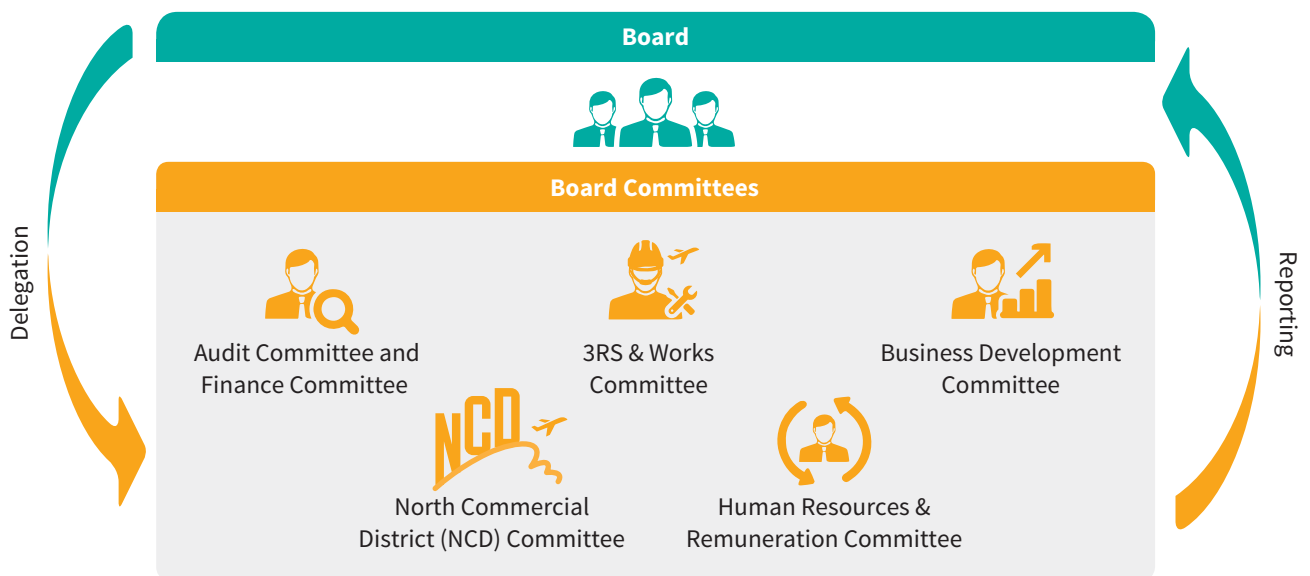 Board
Board Committees
Delegation
Reporting
Audit Committee and
Finance Committee
3RS & Works
Committee
Business Development
Committee
NCD
North Commercial
District (NCD) Committee
Human Resources &
Remuneration Committee